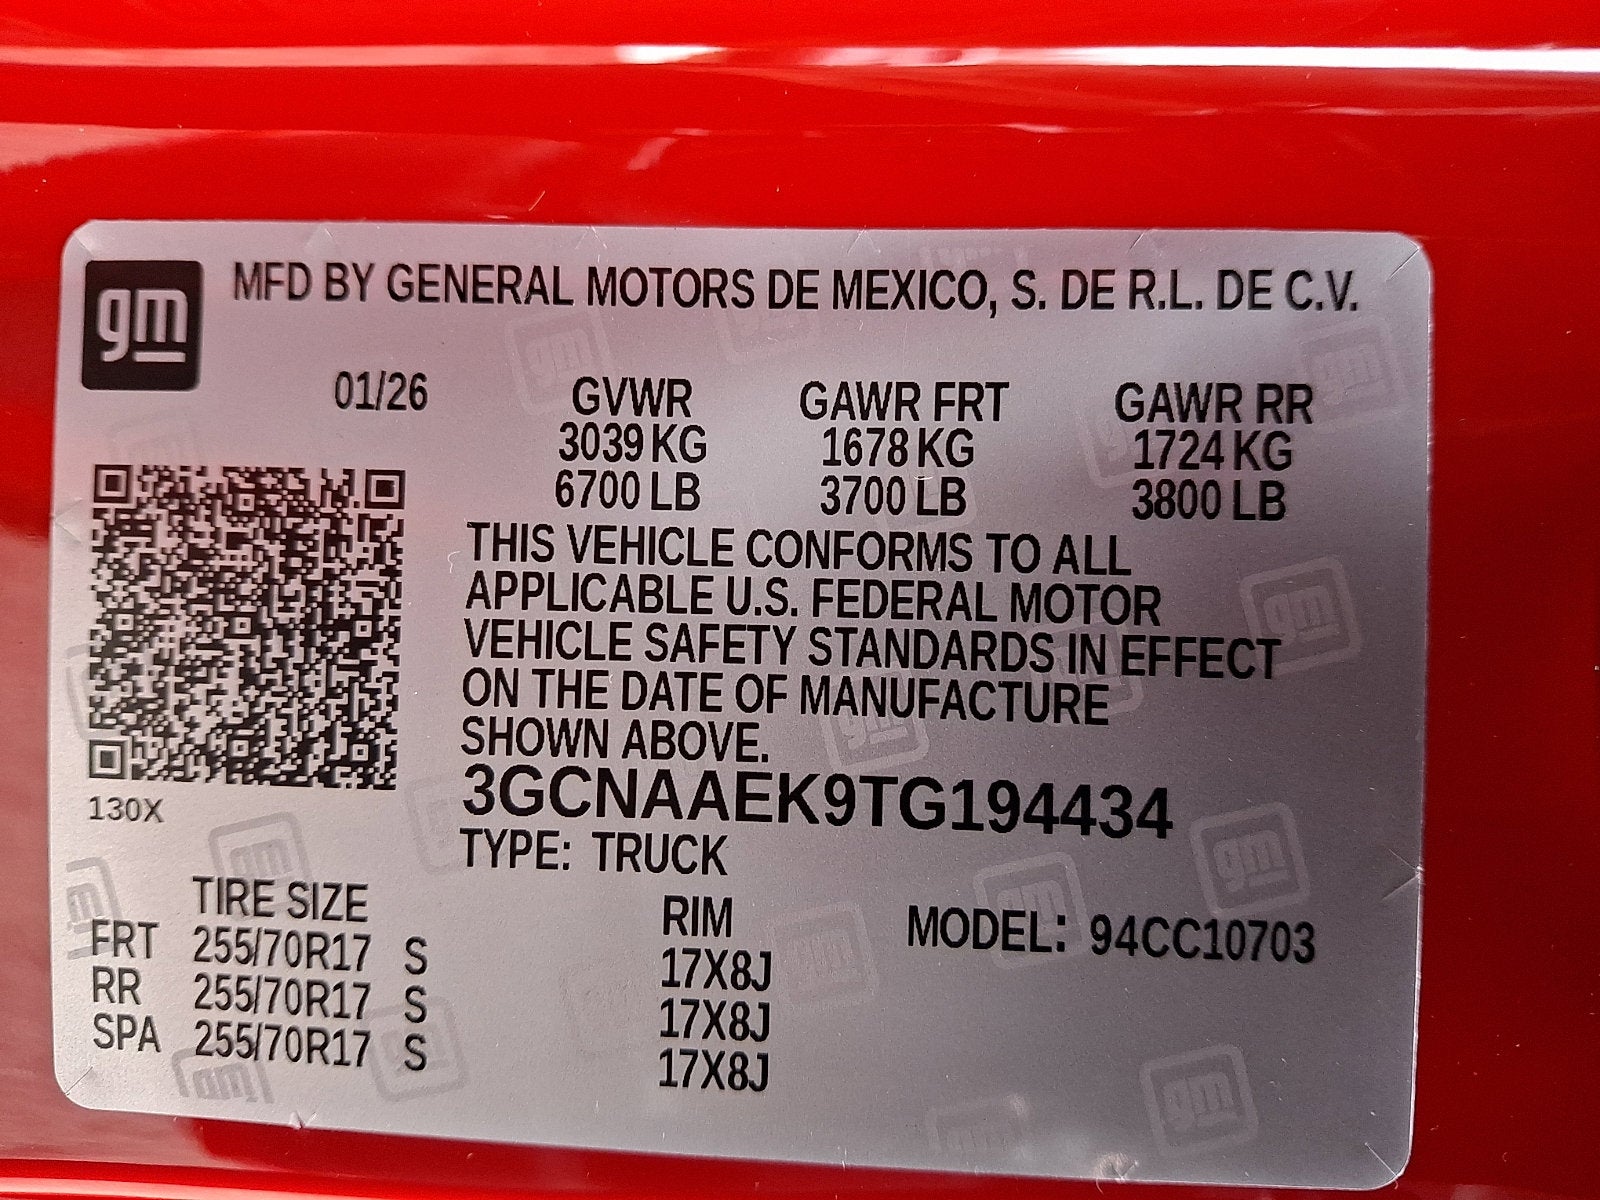 gm
MFD BY GENERAL MOTORS DE MEXICO, S. DE R.L. DE C.V.
01/26 GVWR GAWR FRT GAWR RR
3039 KG 1678 KG 1724 KG
6700 LB 3700 LB 3800 LB
THIS VEHICLE CONFORMS TO ALL
APPLICABLE U.S. FEDERAL MOTOR
VEHICLE SAFETY STANDARDS IN EFFECT
ON THE DATE OF MANUFACTURE
SHOWN ABOVE.
3GCNAAEK9TG194434
130X
TYPE: TRUCK
TIRE SIZE RIM MODEL: 94CC10703
FRT 255/70R17 S 17X8J
RR 255/70R17 S 17X8J
SPA 255/70R17 S 17X8J